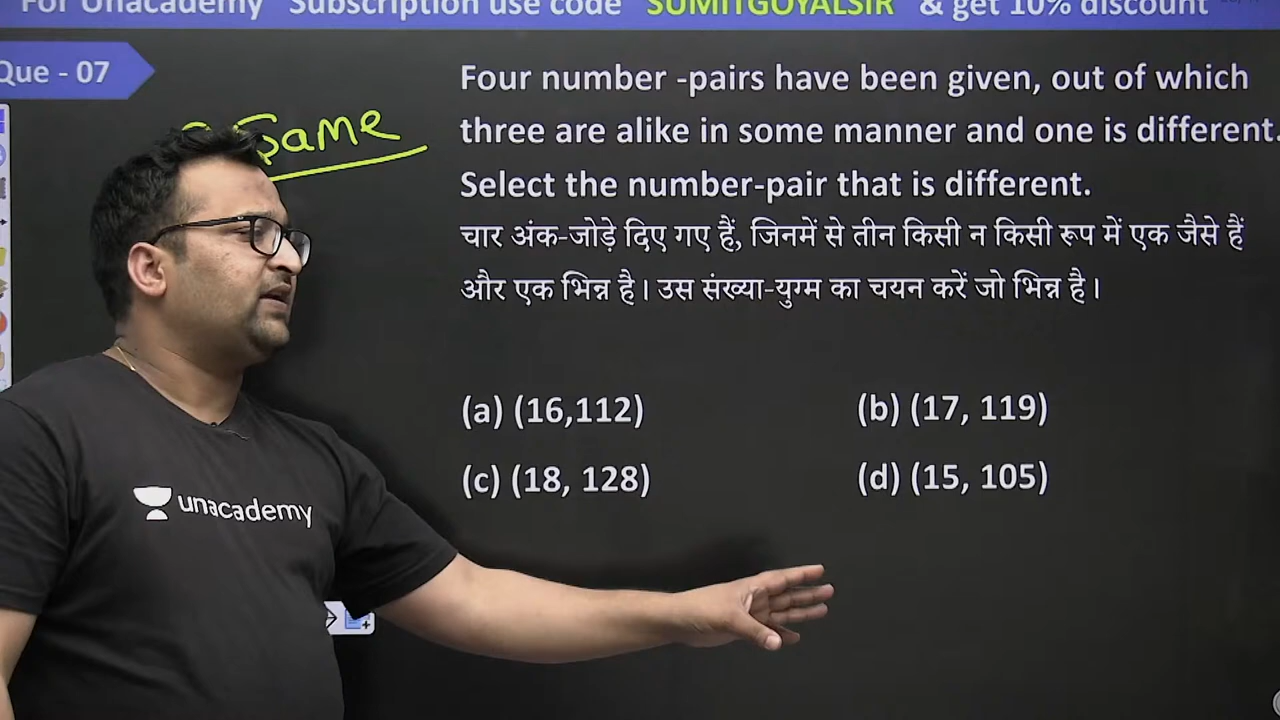 For Unacademy Subscription use code SUMITGOYALSIR & get 10% discount
Que - 07
Same
Four number -pairs have been given, out of which
three are alike in some manner and one is different.
Select the number-pair that is different.
चार अंक-जोड़े दिए गए हैं, जिनमें से तीन किसी न किसी रूप में एक जैसे हैं
और एक भिन्न है। उस संख्या-युग्म का चयन करें जो भिन्न है।
(a) (16,112) (b) (17, 119)
(c) (18, 128) (d) (15, 105)
unacademy